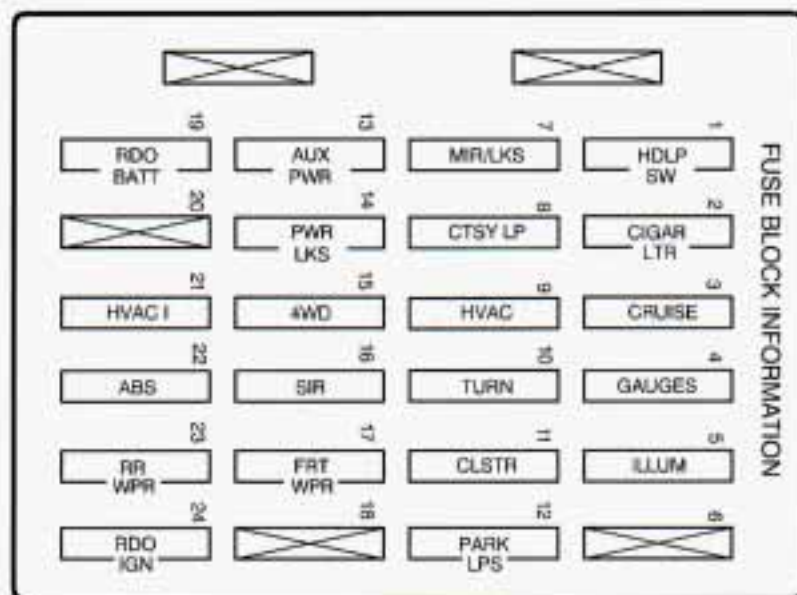 19
13
7
1
RDO
BATT
AUX
PWR
MIR/LKS
HDLP
SW
20
14
8
2
PWR
LKS
CTSY LP
CIGAR
LTR
21
15
9
3
HVAC I
4WD
HVAC
CRUISE
22
16
10
4
ABS
SIR
TURN
GAUGES
23
17
11
5
RR
WPR
FRT
WPR
CLSTR
ILLUM
24
18
12
6
RDO
IGN
PARK
LPS
FUSE BLOCK INFORMATION